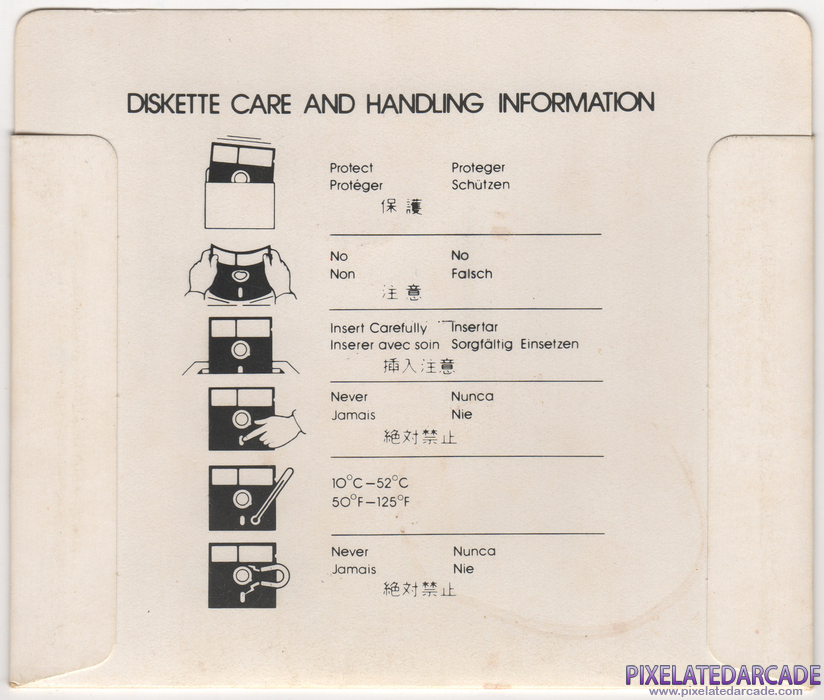 DISKETTE CARE AND HANDLING INFORMATION
Protect Proteger
Protéger Schützen
保護
No No
Non Falsch
注意
Insert Carefully Insertar
Inserer avec soin Sorgfältig Einsetzen
挿入注意
Never Nunca
Jamais Nie
絶対禁止
10°C–52°C
50°F–125°F
Never Nunca
Jamais Nie
絶対禁止
PIXELATEDARCADE
www.pixelatedarcade.com